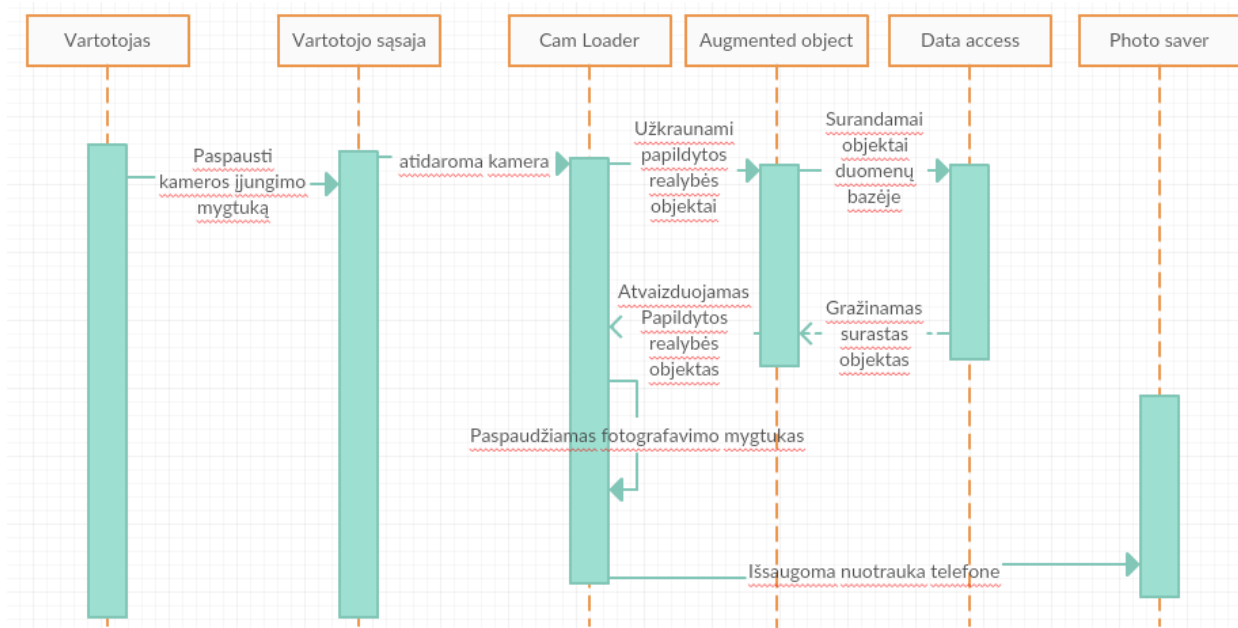 Vartotojas
Vartotojo sąsaja
Cam Loader
Augmented object
Data access
Photo saver
Paspausti
kameros įjungimo
mygtuką
atidaroma kamera
Užkraunami
papildytos
realybės
objektai
Surandamai
objektai
duomenų
bazėje
Atvaizduojamas
Papildytos
realybės
objektas
Gražinamas
surastas
objektas
Paspaudžiamas fotografavimo mygtukas
Išsaugoma nuotrauka telefone